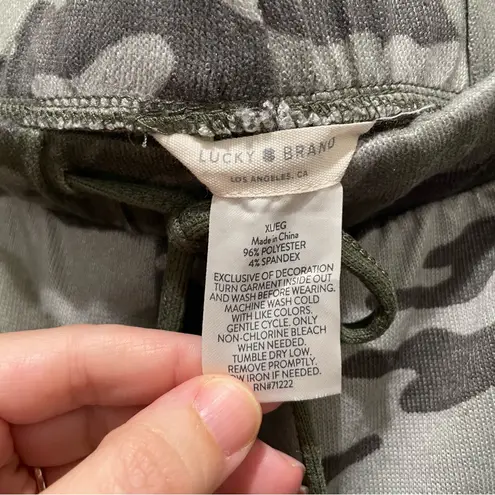 LUCKY BRAND
LOS ANGELES, CA
XUEG
Made in China
96% POLYESTER
4% SPANDEX
EXCLUSIVE OF DECORATION
TURN GARMENT INSIDE OUT
AND WASH BEFORE WEARING.
MACHINE WASH COLD
WITH LIKE COLORS.
GENTLE CYCLE. ONLY
NON-CHLORINE BLEACH
WHEN NEEDED.
TUMBLE DRY LOW.
REMOVE PROMPTLY.
OW IRON IF NEEDED.
RN#71222